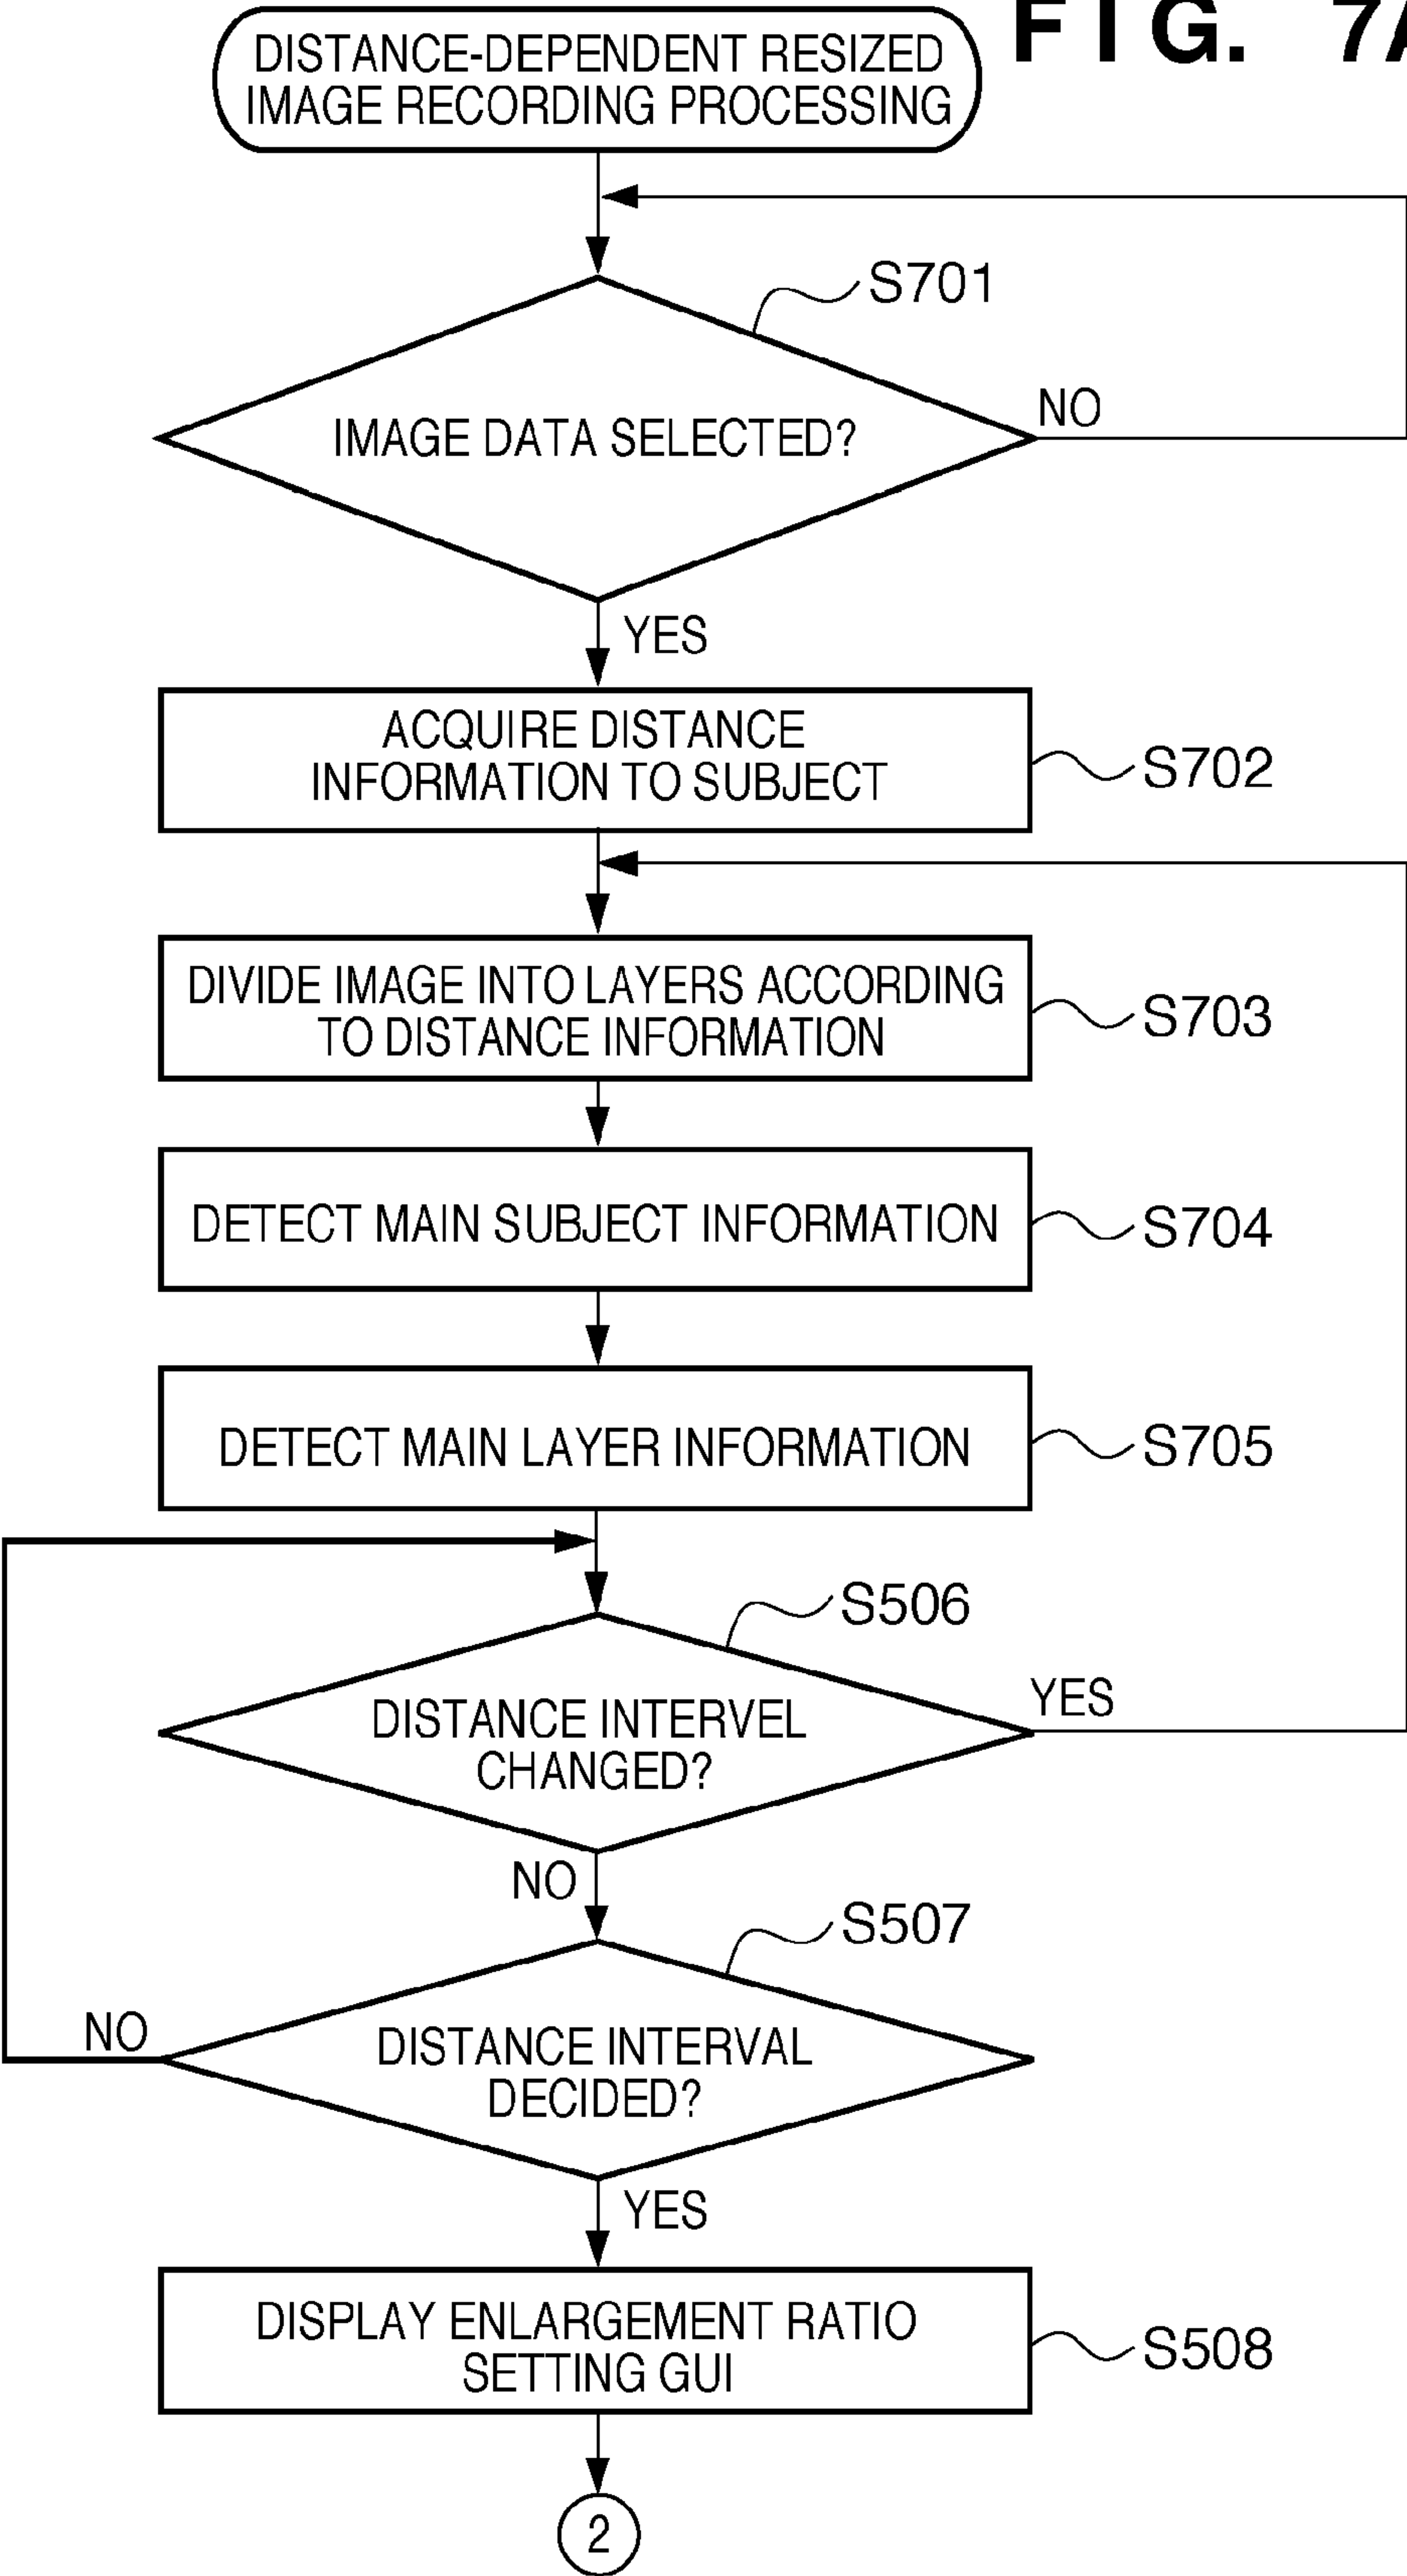 FIG. 7A
DISTANCE-DEPENDENT RESIZED
IMAGE RECORDING PROCESSING
S701
IMAGE DATA SELECTED?
NO
YES
ACQUIRE DISTANCE
INFORMATION TO SUBJECT
S702
DIVIDE IMAGE INTO LAYERS ACCORDING
TO DISTANCE INFORMATION
S703
DETECT MAIN SUBJECT INFORMATION
S704
DETECT MAIN LAYER INFORMATION
S705
S506
DISTANCE INTERVEL
CHANGED?
YES
NO
S507
DISTANCE INTERVAL
DECIDED?
NO
YES
DISPLAY ENLARGEMENT RATIO
SETTING GUI
S508
2